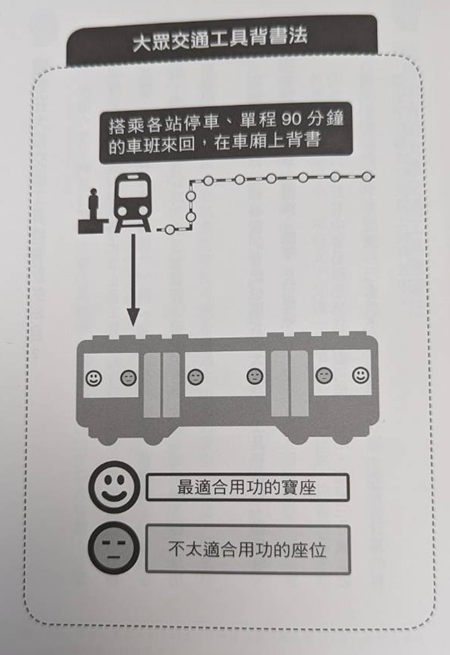 大眾交通工具背書法
搭乘各站停車、單程 90 分鐘
的車班來回，在車廂上背書
最適合用功的寶座
不太適合用功的座位